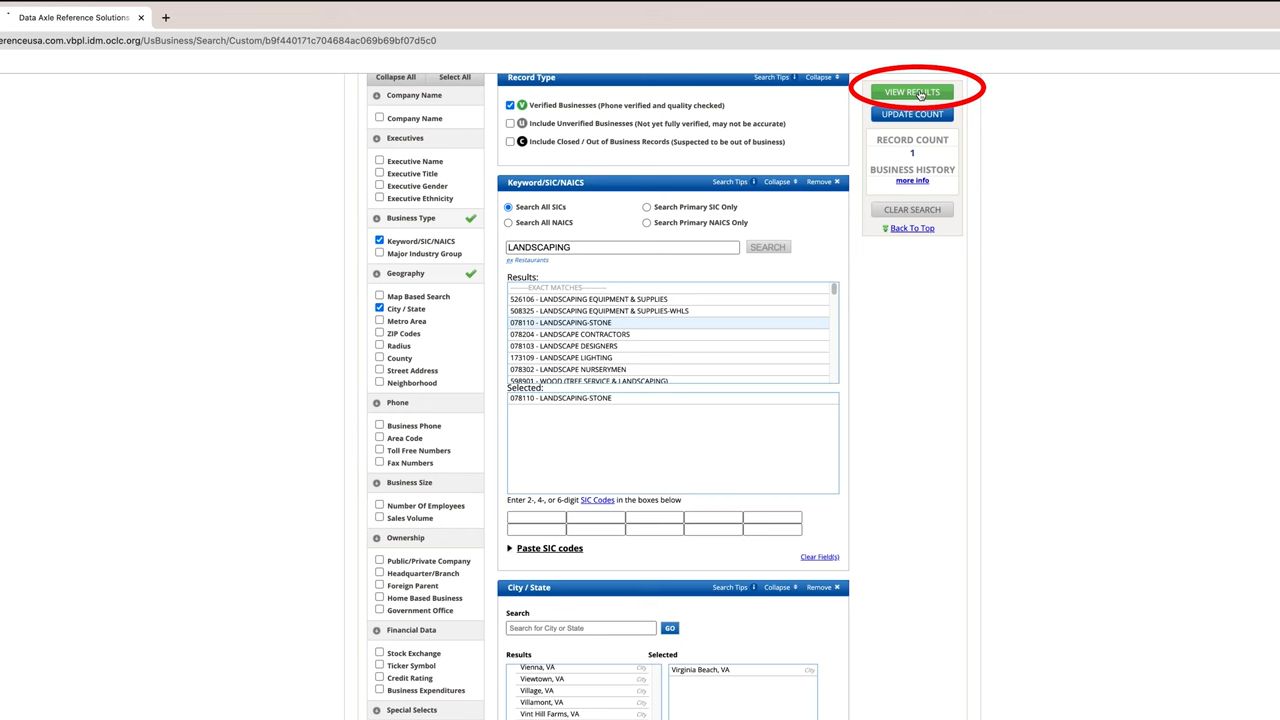 Data Axle Reference Solutions
erenceusa.com.vbpl.idm.oclc.org/UsBusiness/Search/Custom/b9f440171c704684ac069b69bf07d5c0
Collapse All Select All
Company Name
Company Name
Executives
Executive Name
Executive Title
Executive Gender
Executive Ethnicity
Business Type
Keyword/SIC/NAICS
Major Industry Group
Geography
Map Based Search
City / State
Metro Area
ZIP Codes
Radius
County
Street Address
Neighborhood
Phone
Business Phone
Area Code
Toll Free Numbers
Fax Numbers
Business Size
Number Of Employees
Sales Volume
Ownership
Public/Private Company
Headquarter/Branch
Foreign Parent
Home Based Business
Government Office
Financial Data
Stock Exchange
Ticker Symbol
Credit Rating
Business Expenditures
Special Selects
Record Type Search Tips Collapse
Verified Businesses (Phone verified and quality checked)
Include Unverified Businesses (Not yet fully verified, may not be accurate)
Include Closed / Out of Business Records (Suspected to be out of business)
Keyword/SIC/NAICS Search Tips Collapse Remove
Search All SICs Search Primary SIC Only
Search All NAICS Search Primary NAICS Only
LANDSCAPING SEARCH
ex Restaurants
Results:
--------EXACT MATCHES----------
526106 - LANDSCAPING EQUIPMENT & SUPPLIES
508325 - LANDSCAPING EQUIPMENT & SUPPLIES-WHLS
078110 - LANDSCAPING-STONE
078204 - LANDSCAPE CONTRACTORS
078103 - LANDSCAPE DESIGNERS
173109 - LANDSCAPE LIGHTING
078302 - LANDSCAPE NURSERYMEN
598901 - WOOD (TREE SERVICE & LANDSCAPING)
Selected:
078110 - LANDSCAPING-STONE
Enter 2-, 4-, or 6-digit SIC Codes in the boxes below
Paste SIC codes
Clear Field(s)
City / State Search Tips Collapse Remove
Search
Search for City or State GO
Results Selected
Vienna, VA City
Viewtown, VA City
Village, VA City
Villamont, VA City
Vint Hill Farms, VA City
Virginia Beach, VA City
VIEW RESULTS
UPDATE COUNT
RECORD COUNT
1
BUSINESS HISTORY
more info
CLEAR SEARCH
Back To Top